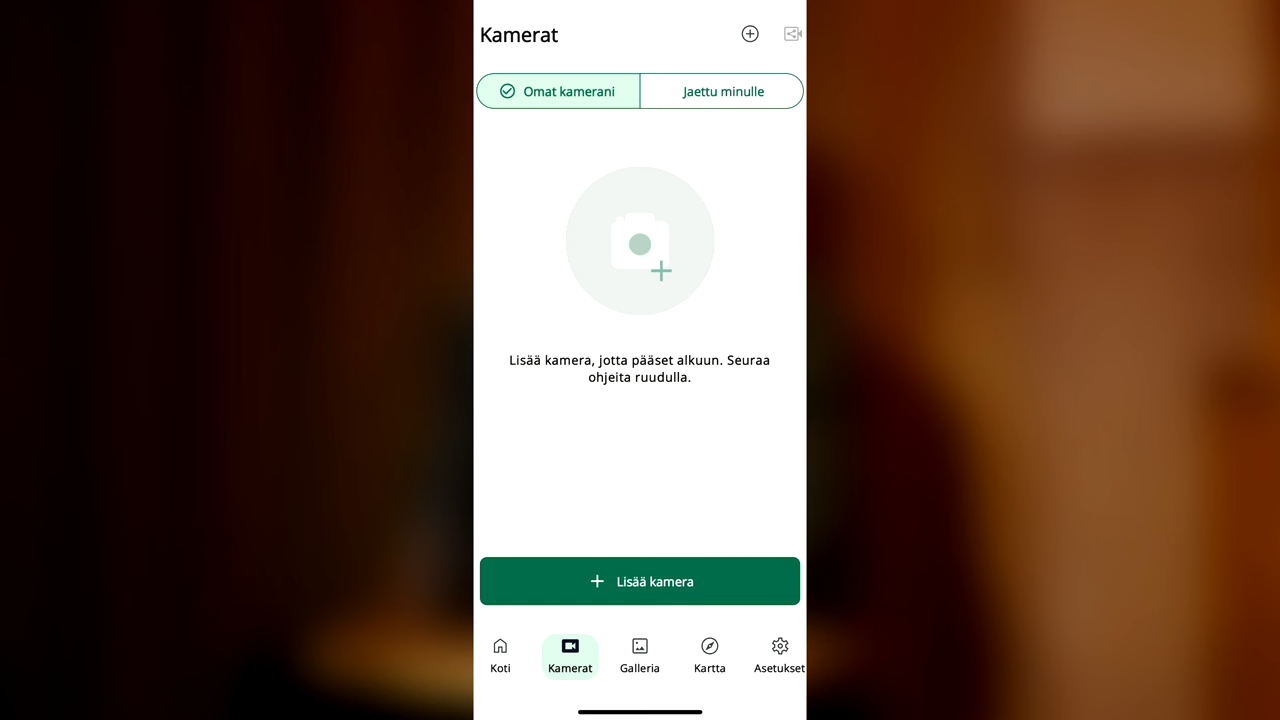 Kamerat
Omat kamerani
Jaettu minulle
Lisää kamera, jotta pääset alkuun. Seuraa
ohjeita ruudulla.
Lisää kamera
Koti
Kamerat
Galleria
Kartta
Asetukset